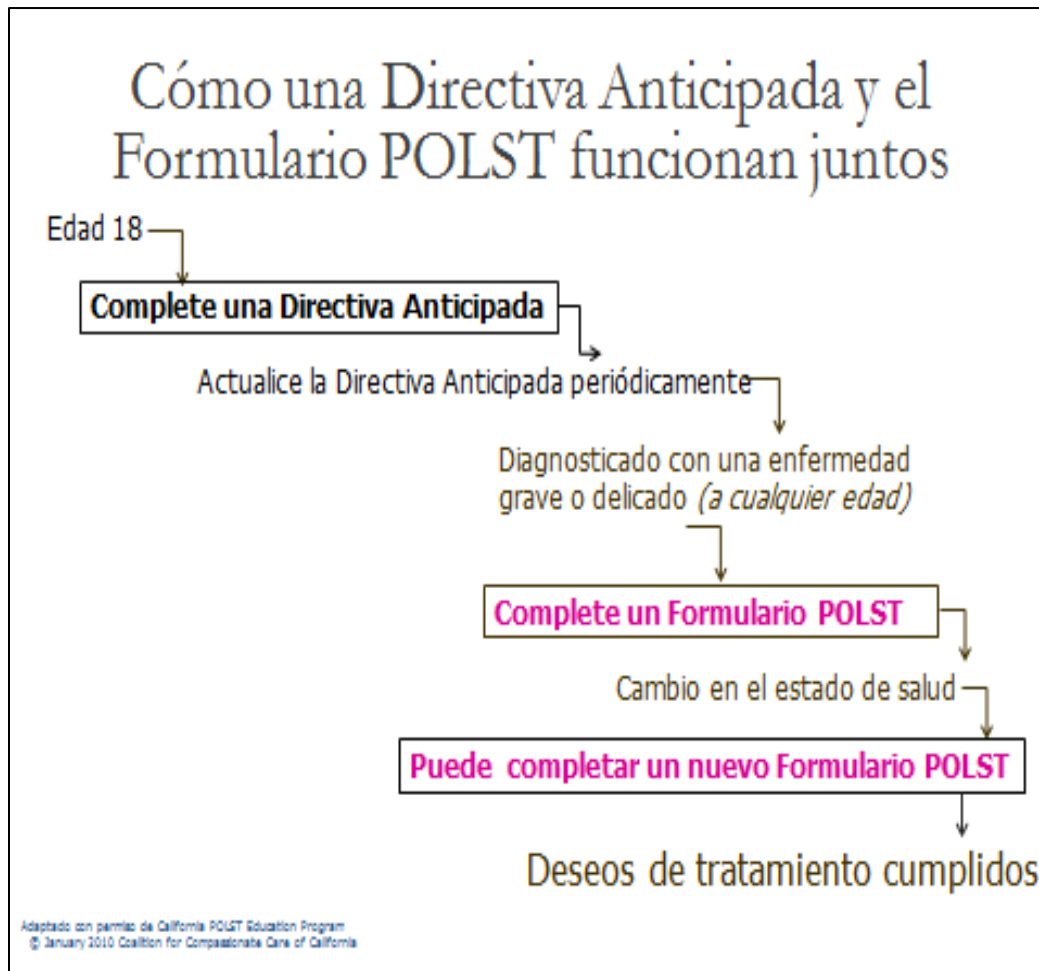 Cómo una Directiva Anticipada y el
Formulario POLST funcionan juntos
Edad 18
Complete una Directiva Anticipada
Actualice la Directiva Anticipada periódicamente
Diagnosticado con una enfermedad
grave o delicado (a cualquier edad)
Complete un Formulario POLST
Cambio en el estado de salud
Puede completar un nuevo Formulario POLST
Deseos de tratamiento cumplidos
Adaptado con permiso de California POLST Education Program
© January 2010 Coalition for Compassionate Care of California